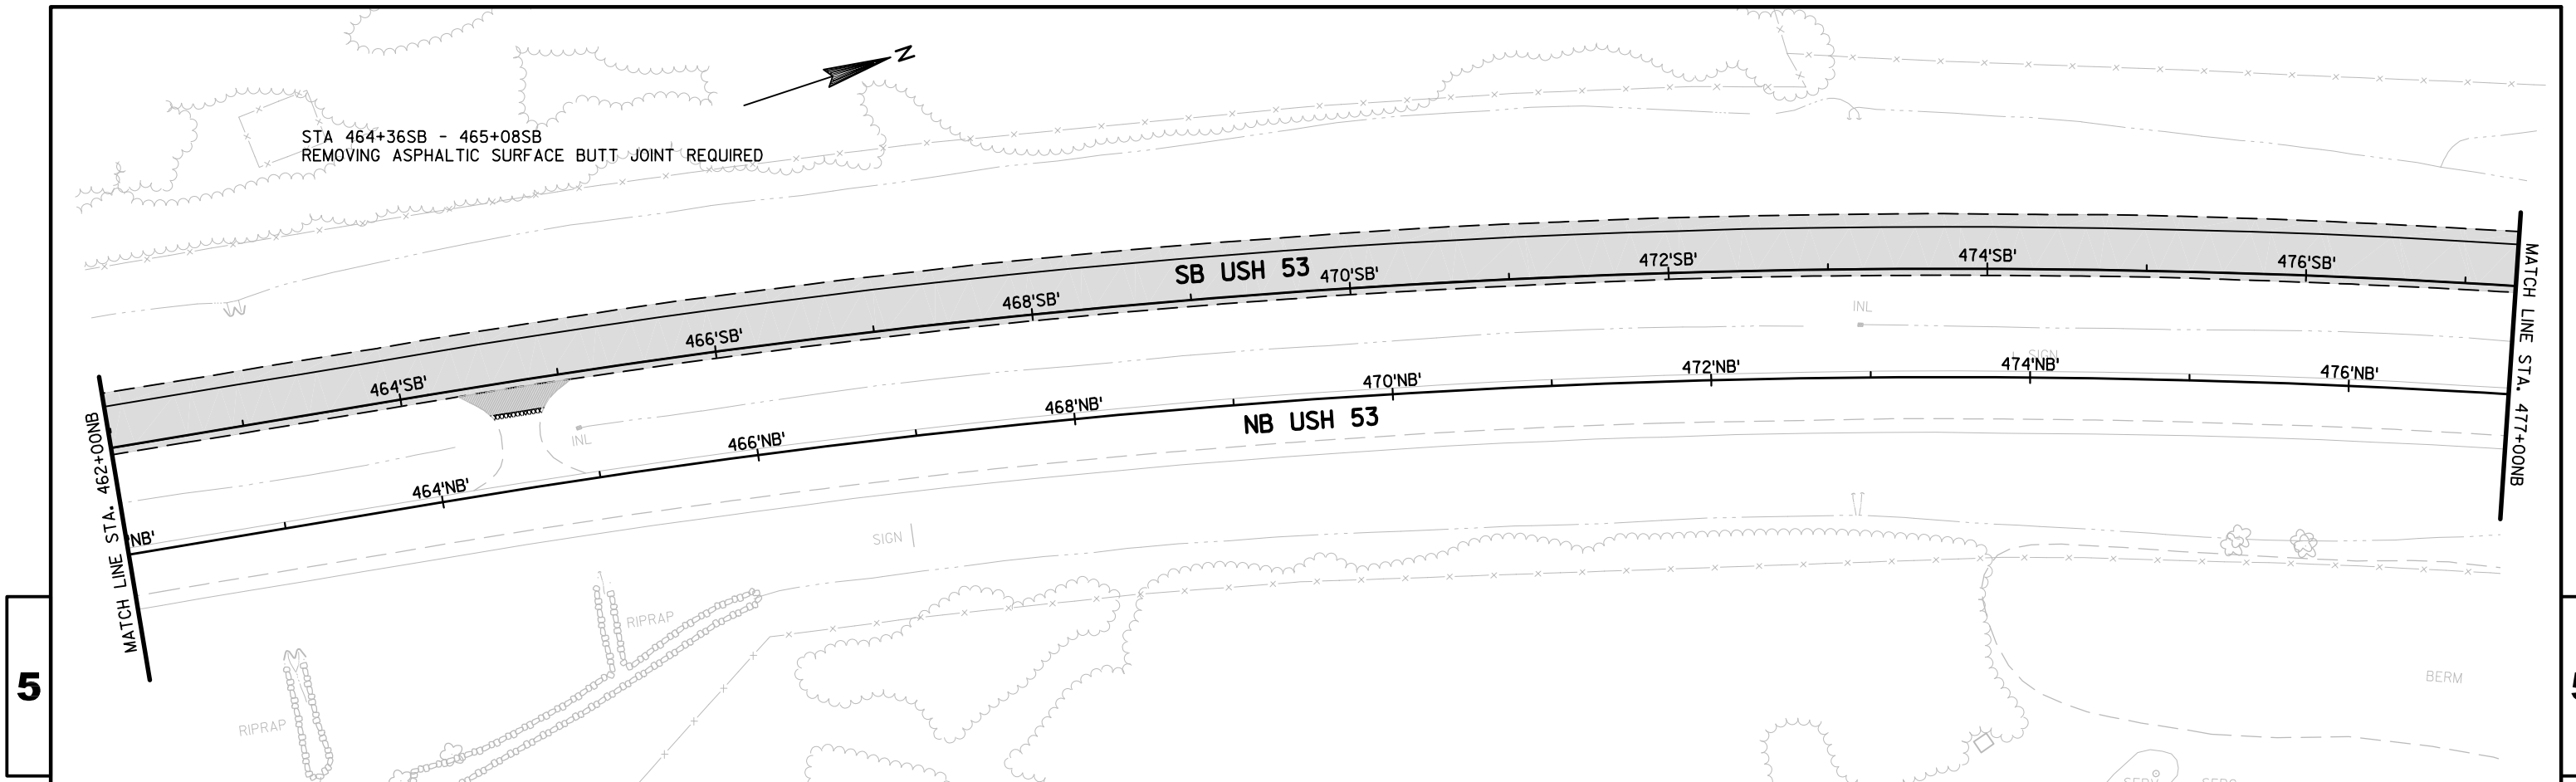 N
STA 464+36SB - 465+08SB
REMOVING ASPHALTIC SURFACE BUTT JOINT REQUIRED
SB USH 53
464'SB'
466'SB'
468'SB'
470'SB'
472'SB'
474'SB'
476'SB'
INL
SIGN
INL
NB'
464'NB'
466'NB'
468'NB'
470'NB'
472'NB'
474'NB'
476'NB'
NB USH 53
MATCH LINE STA. 462+00NB
MATCH LINE STA. 477+00NB
SIGN
RIPRAP
RIPRAP
BERM
5